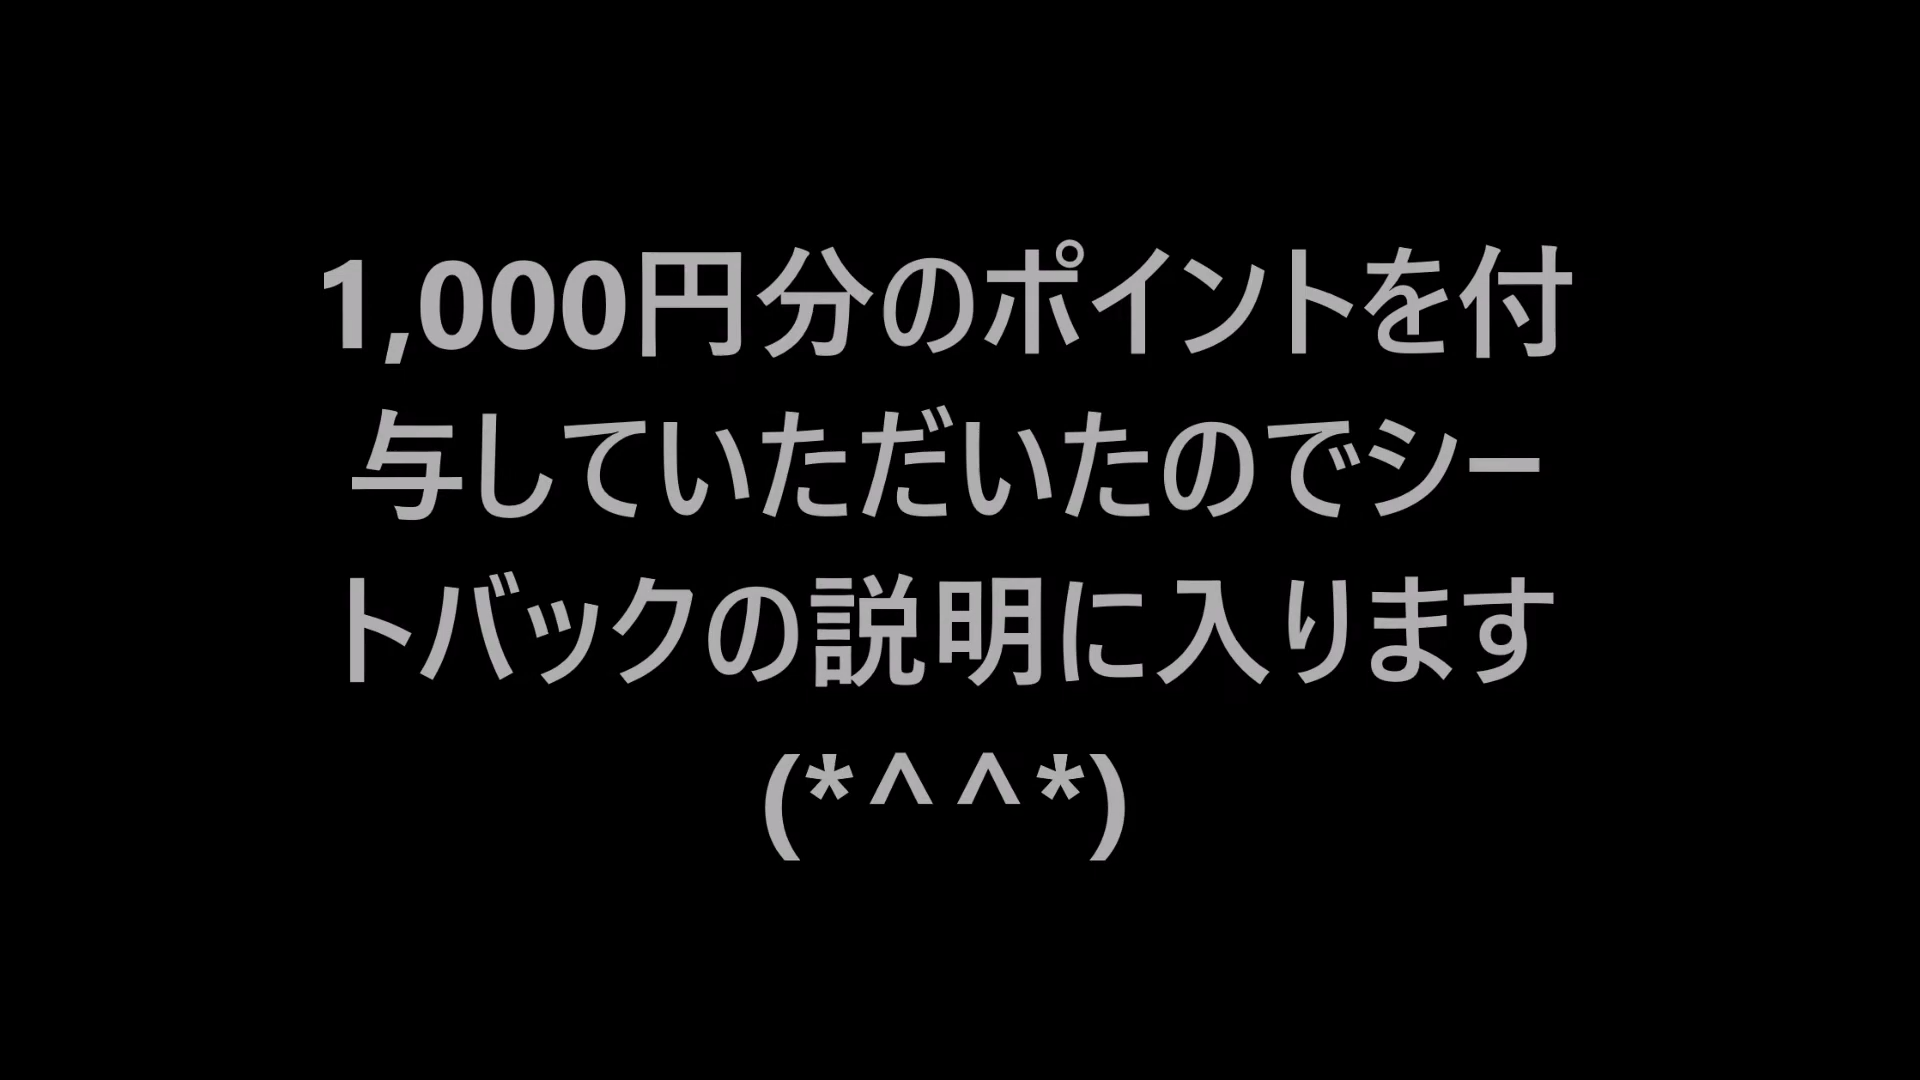 1,000円分のポイントを付
与していただいたのでシー
トバックの説明に入ります
(*^^*)